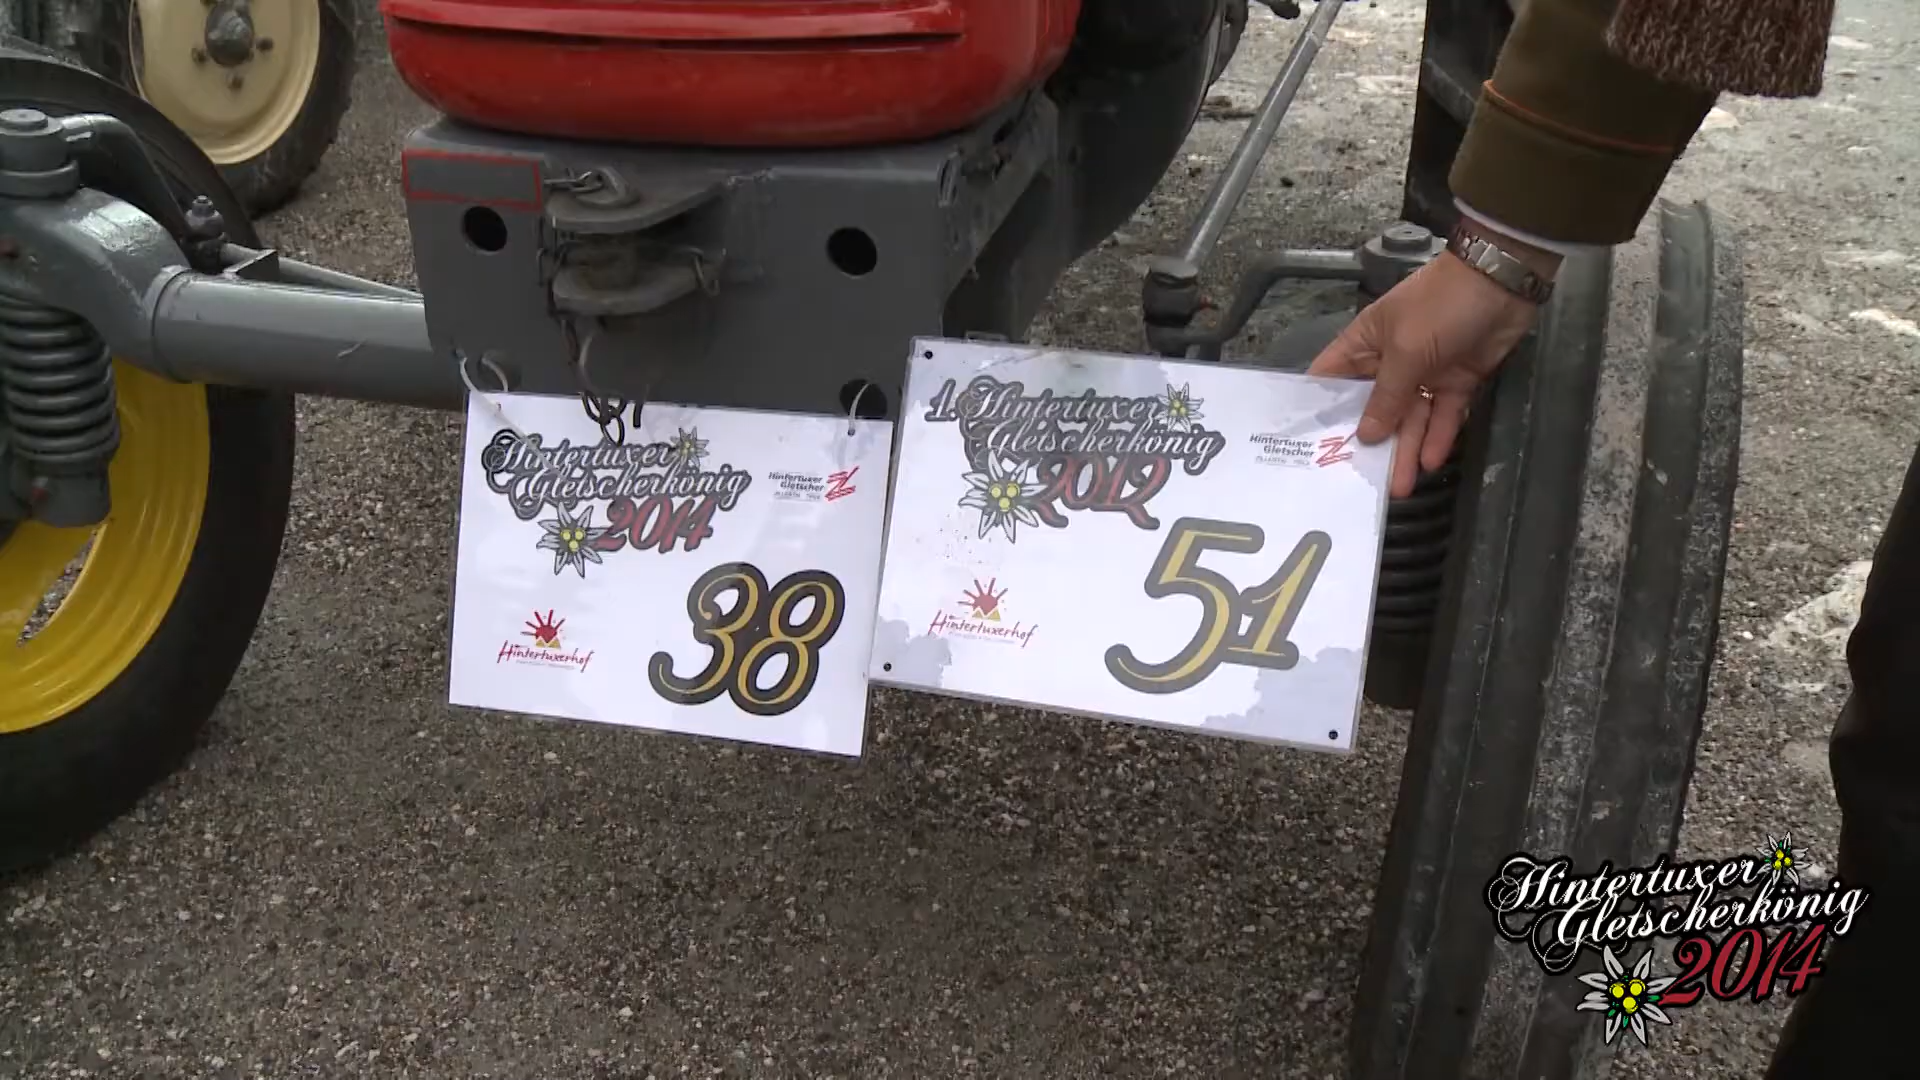 Hintertuxer
Gletscherkönig
2014
Hintertuxer
Gletscher
Hintertuxerhof
38
1. Hintertuxer
Gletscherkönig
2012
Hintertuxer
Gletscher
Hintertuxerhof
51
Hintertuxer
Gletscherkönig
2014